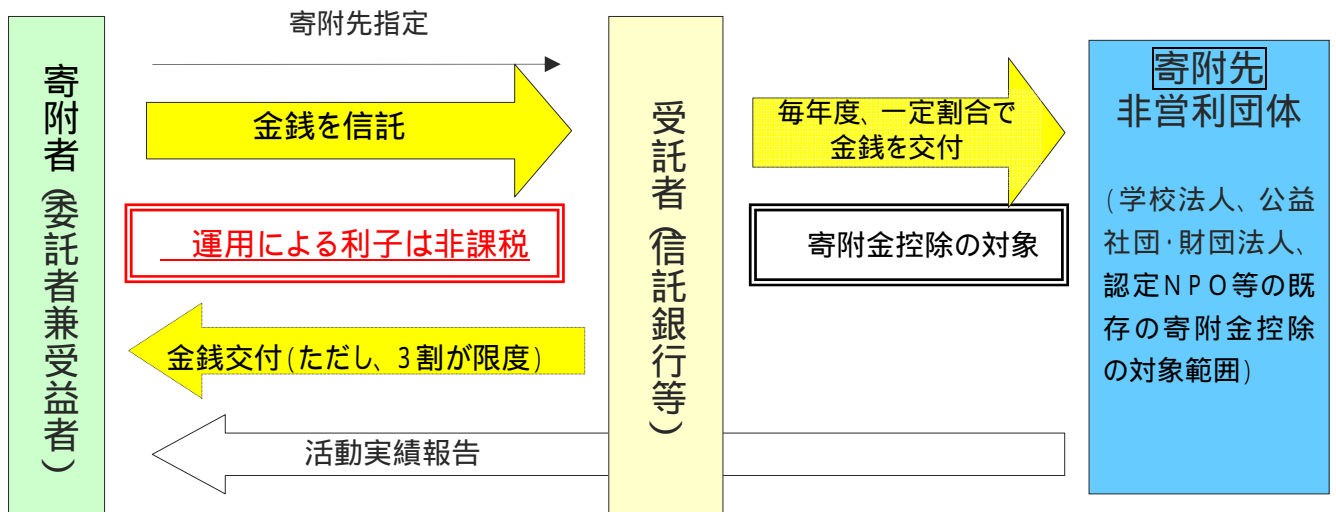 寄附者（委託者兼受益者）
寄附先指定
金銭を信託
運用による利子は非課税
金銭交付(ただし、3割が限度)
活動実績報告
受託者（信託銀行等）
毎年度、一定割合で
金銭を交付
寄附金控除の対象
寄附先
非営利団体
(学校法人、公益
社団・財団法人、
認定NPO等の既
存の寄附金控除
の対象範囲)